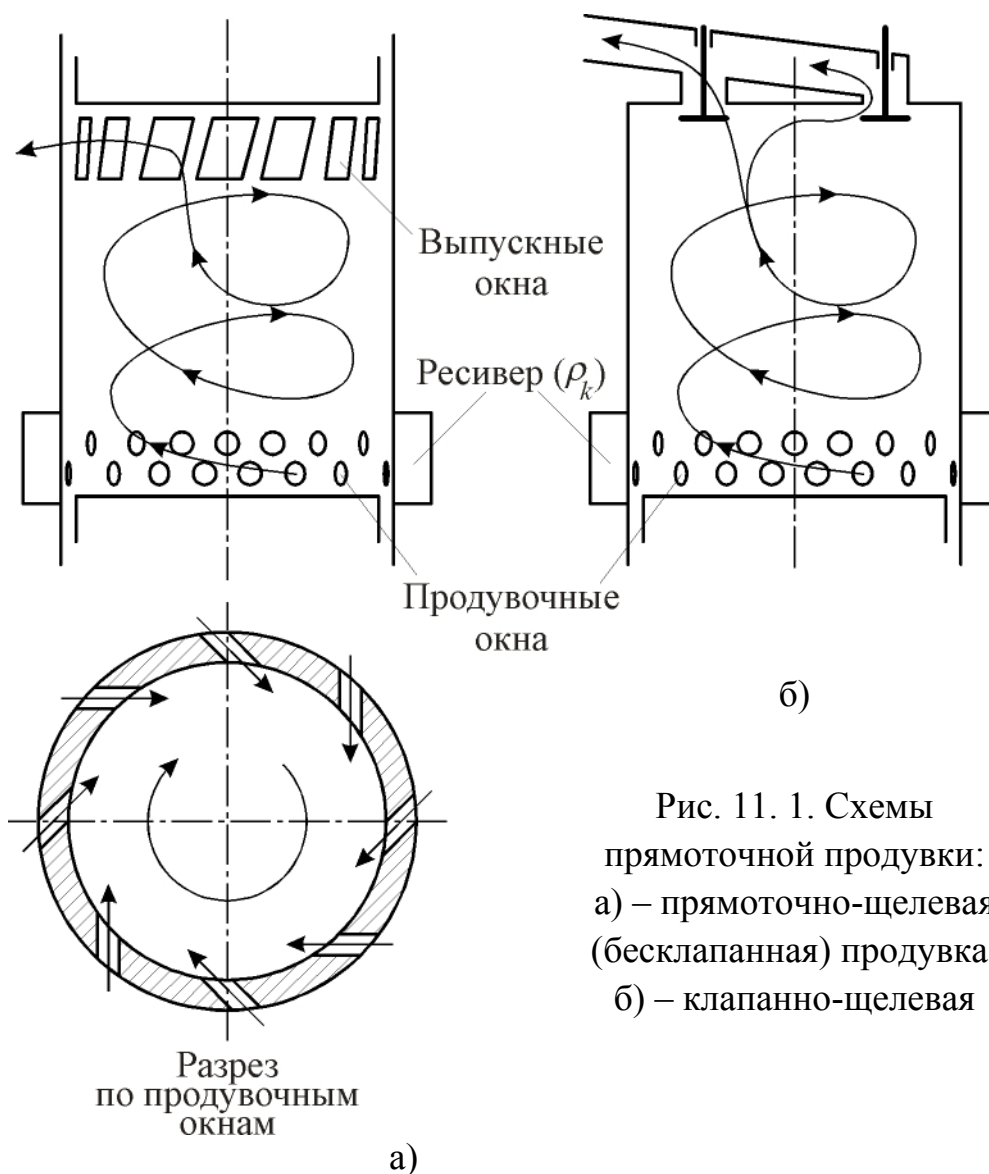 Выпускные
окна
Ресивер (ρk)
Продувочные
окна
б)
Рис. 11. 1. Схемы
прямоточной продувки:
а) – прямоточно-щелевая
(бесклапанная) продувка
б) – клапанно-щелевая
Разрез
по продувочным
окнам
а)